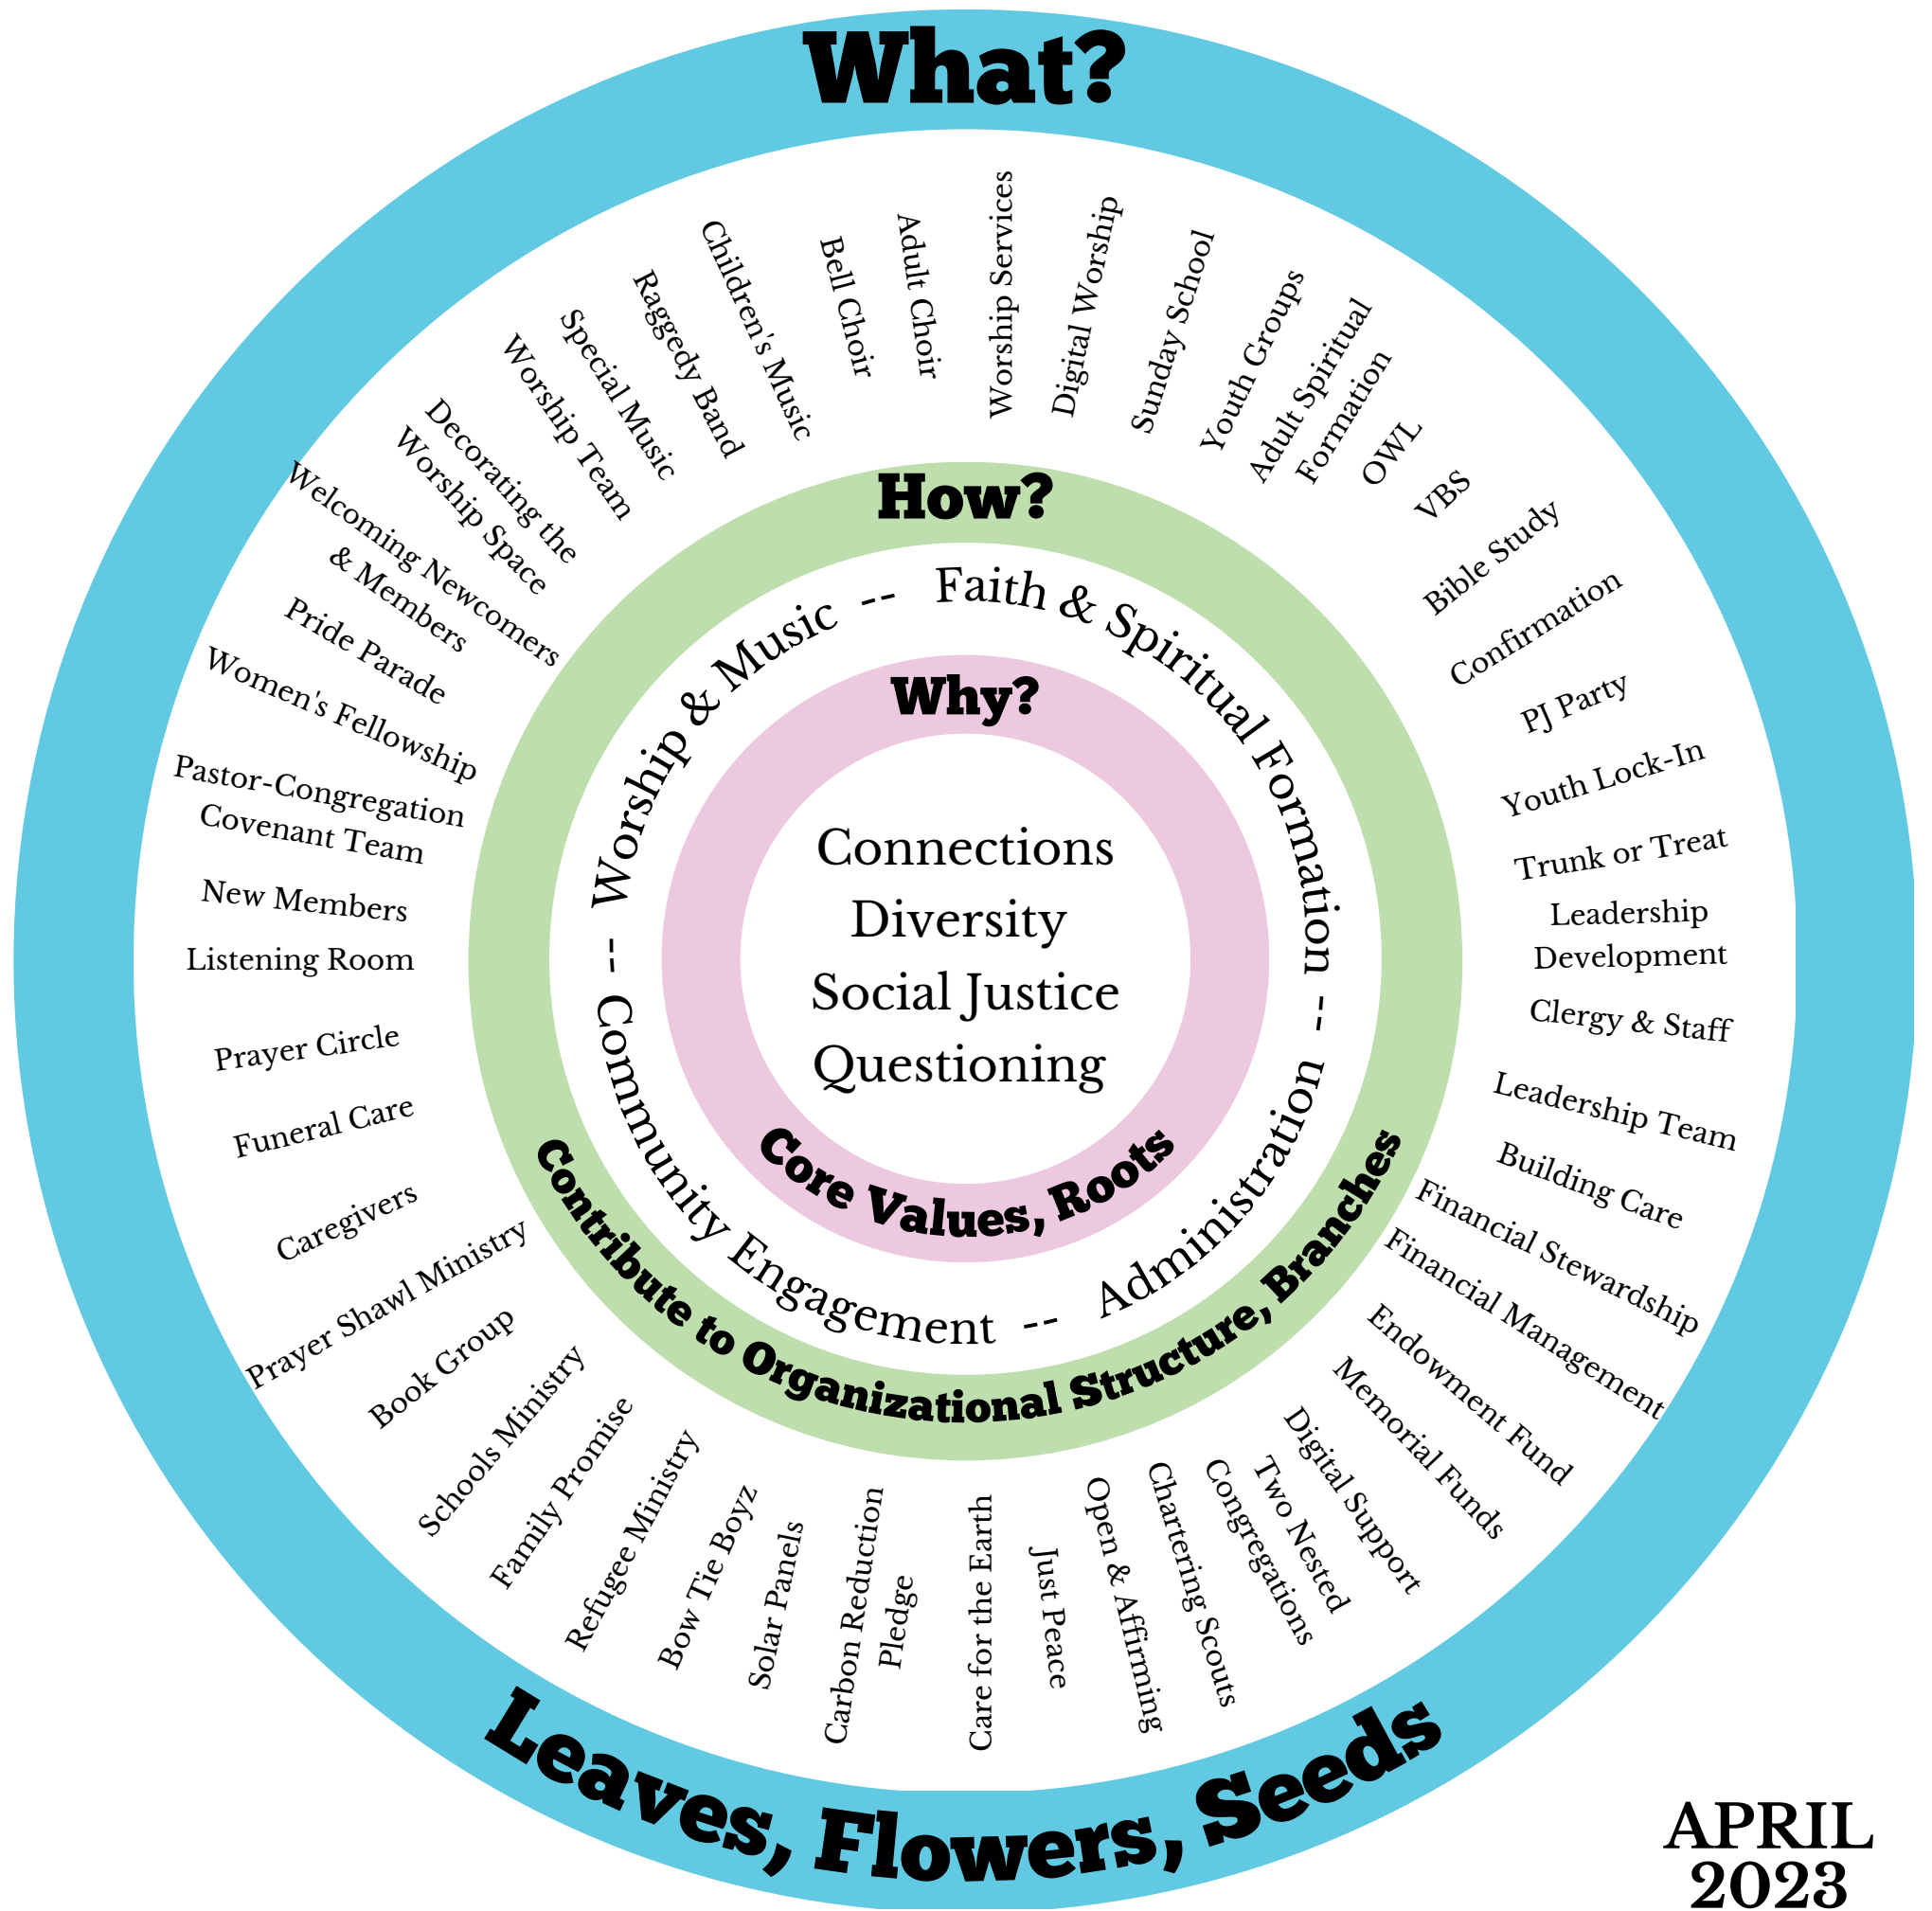 What?
Worship Services
Digital Worship
Sunday School
Youth Groups
Adult Spiritual
Formation
OWL
VBS
Bible Study
Confirmation
PJ Party
Youth Lock-In
Trunk or Treat
Leadership
Development
Clergy & Staff
Leadership Team
Building Care
Financial Stewardship
Financial Management
Endowment Fund
Memorial Funds
Digital Support
Two Nested
Congregations
Chartering Scouts
Open & Affirming
Just Peace
Care for the Earth
Carbon Reduction
Pledge
Solar Panels
Bow Tie Boyz
Refugee Ministry
Family Promise
Schools Ministry
Book Group
Prayer Shawl Ministry
Caregivers
Funeral Care
Prayer Circle
Listening Room
New Members
Pastor-Congregation
Covenant Team
Women's Fellowship
Pride Parade
Welcoming Newcomers
& Members
Decorating the
Worship Space
Worship Team
Special Music
Raggedy Band
Children's Music
Bell Choir
Adult Choir
How?
Worship & Music -- Faith & Spiritual Formation -- Administration -- Community Engagement --
Why?
Connections
Diversity
Social Justice
Questioning
Core Values, Roots
Contribute to Organizational Structure, Branches
Leaves, Flowers, Seeds
APRIL
2023